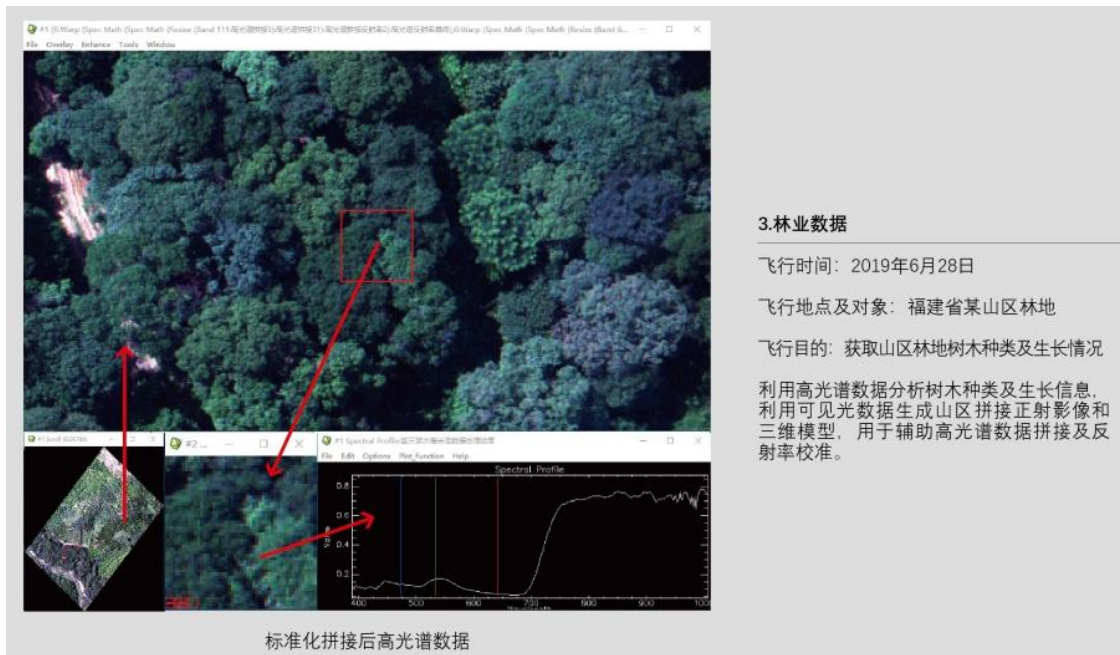 File Overlay Enhance Tools Window
3.林业数据
飞行时间：2019年6月28日
飞行地点及对象：福建省某山区林地
飞行目的：获取山区林地树木种类及生长情况
利用高光谱数据分析树木种类及生长信息，
利用可见光数据生成山区拼接正射影像和
三维模型，用于辅助高光谱数据拼接及反
射率校准。
#2 ...
File Edit Options Plot_Function Help
Spectral Profile
0.8
0.6
0.4
0.2
400 500 600 700 800 900 1000
标准化拼接后高光谱数据